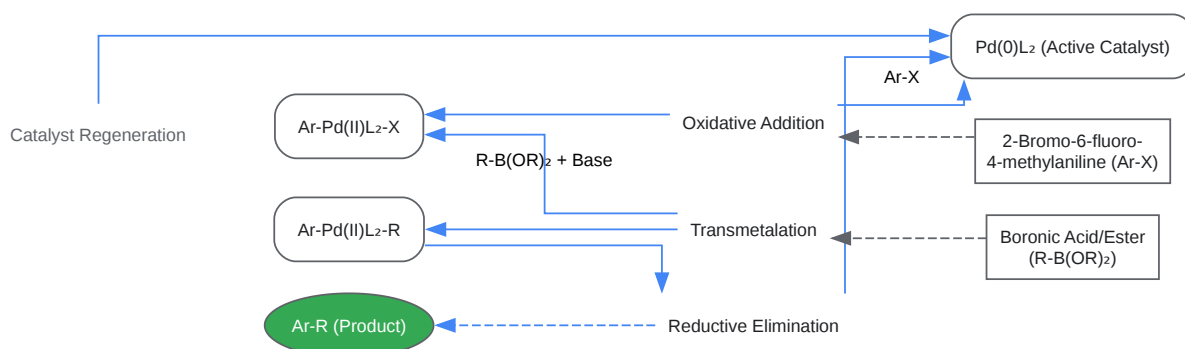 Pd(0)L₂ (Active Catalyst)
Ar-X
Catalyst Regeneration
Ar-Pd(II)L₂-X
Oxidative Addition
2-Bromo-6-fluoro-
4-methylaniline (Ar-X)
R-B(OR)₂ + Base
Ar-Pd(II)L₂-R
Transmetalation
Boronic Acid/Ester
(R-B(OR)₂)
Ar-R (Product)
Reductive Elimination